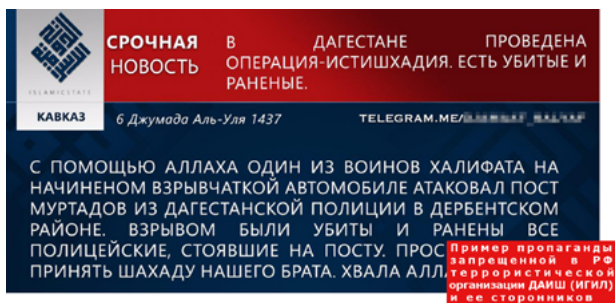 СРОЧНАЯ
НОВОСТЬ
В ДАГЕСТАНЕ ПРОВЕДЕНА
ОПЕРАЦИЯ-ИСТИШХАДИЯ. ЕСТЬ УБИТЫЕ И
РАНЕНЫЕ.
ISLAMICSTATE
КАВКАЗ
6 Джумада Аль-Уля 1437
TELEGRAM.ME/
С ПОМОЩЬЮ АЛЛАХА ОДИН ИЗ ВОИНОВ ХАЛИФАТА НА
НАЧИНЕНОМ ВЗРЫВЧАТКОЙ АВТОМОБИЛЕ АТАКОВАЛ ПОСТ
МУРТАДОВ ИЗ ДАГЕСТАНСКОЙ ПОЛИЦИИ В ДЕРБЕНТСКОМ
РАЙОНЕ. ВЗРЫВОМ БЫЛИ УБИТЫ И РАНЕНЫ ВСЕ
ПОЛИЦЕЙСКИЕ, СТОЯВШИЕ НА ПОСТУ. ПРОС
ПРИНЯТЬ ШАХАДУ НАШЕГО БРАТА. ХВАЛА АЛЛ
Пример пропаганды
запрещенной в РФ
террористической
организации ДАИШ (ИГИЛ)
и ее сторонников